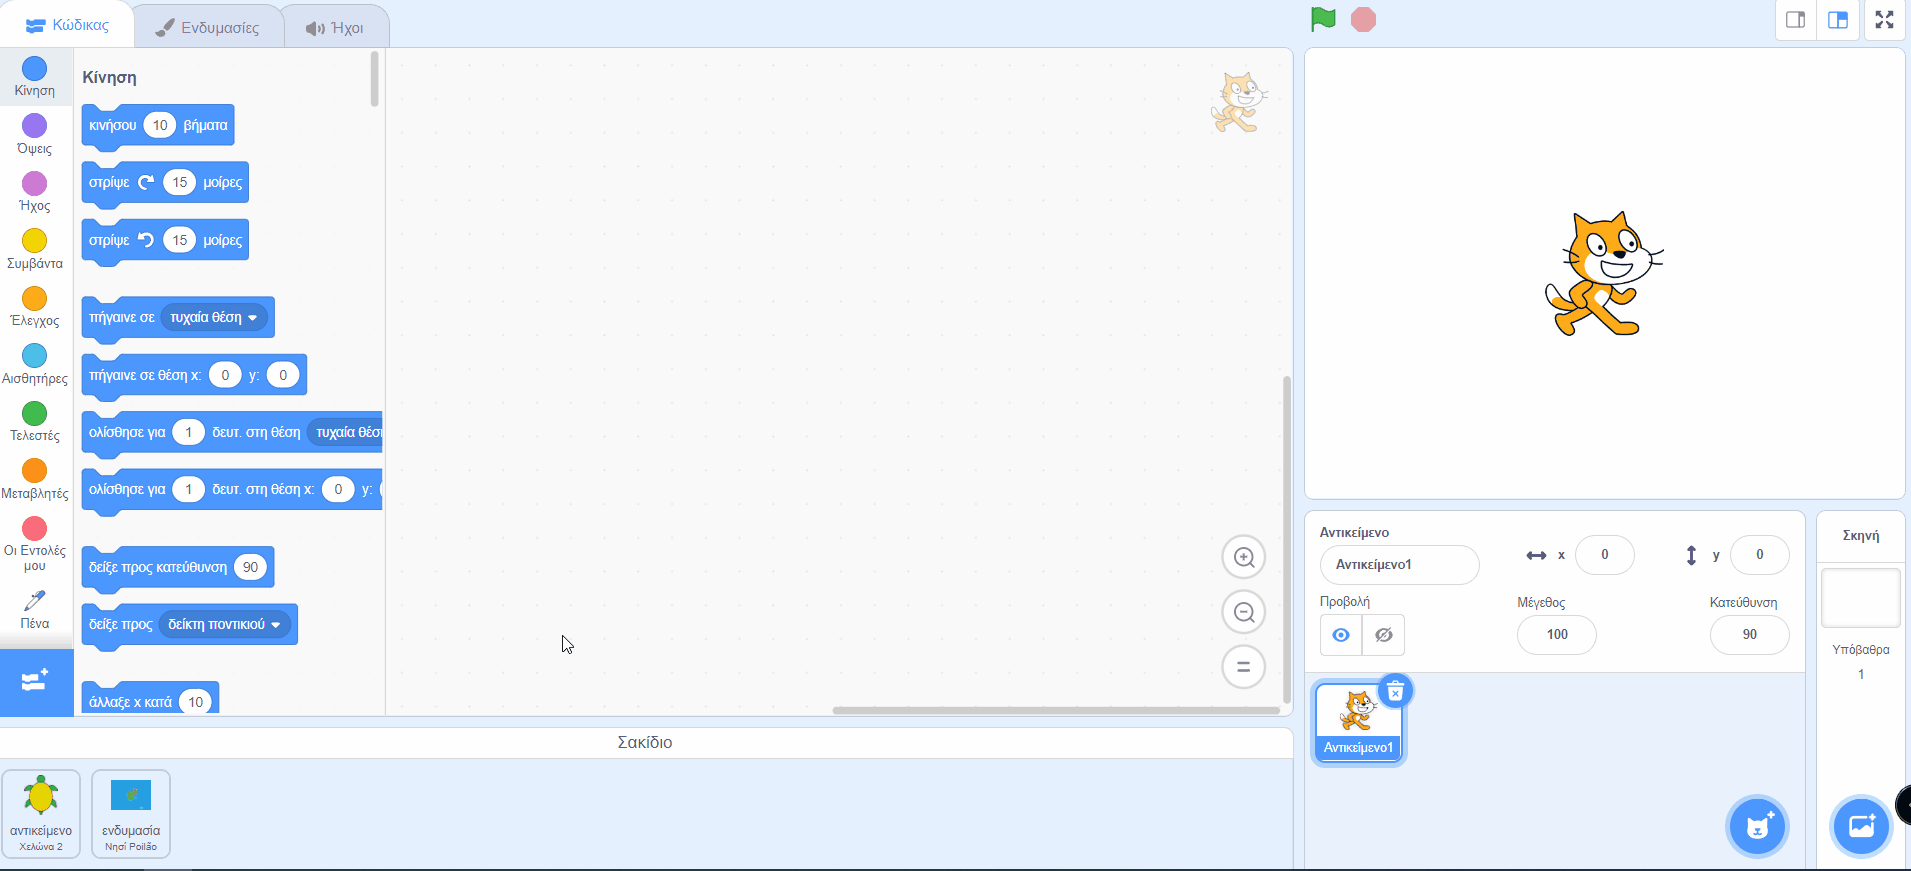 Κώδικας
Ενδυμασίες
Ήχοι
Κίνηση
Όψεις
Ήχος
Συμβάντα
Έλεγχος
Αισθητήρες
Τελεστές
Μεταβλητές
Οι Εντολές
μου
Πένα
Κίνηση
κινήσου 10 βήματα
στρίψε 15 μοίρες
στρίψε 15 μοίρες
πήγαινε σε τυχαία θέση
πήγαινε σε θέση x: 0 y: 0
ολίσθησε για 1 δευτ. στη θέση τυχαία θέση
ολίσθησε για 1 δευτ. στη θέση x: 0 y:
δείξε προς κατεύθυνση 90
δείξε προς δείκτη ποντικιού
άλλαξε x κατά 10
Σακίδιο
αντικείμενο
Χελώνα 2
ενδυμασία
Νησί Poilão
Αντικείμενο
Αντικείμενο1
x 0
y 0
Προβολή
Μέγεθος
100
Κατεύθυνση
90
Αντικείμενο1
Σκηνή
Υπόβαθρα
1